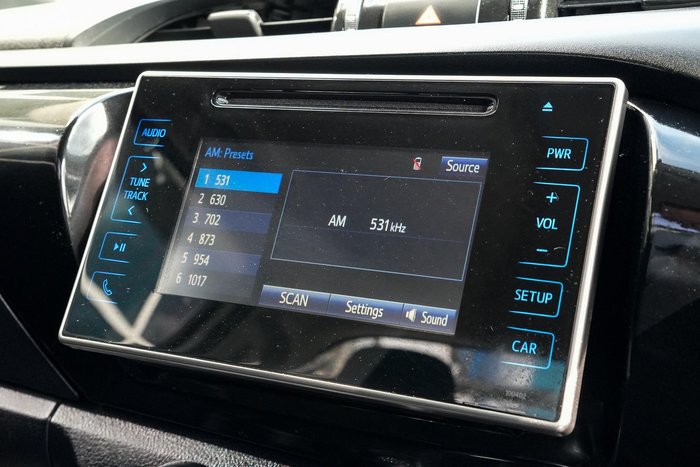 AUDIO
TUNE
TRACK
AM: Presets
Source
1 531
2 630
3 702
4 873
5 954
6 1017
AM 531kHz
SCAN
Settings
Sound
PWR
+
VOL
-
SETUP
CAR
100402